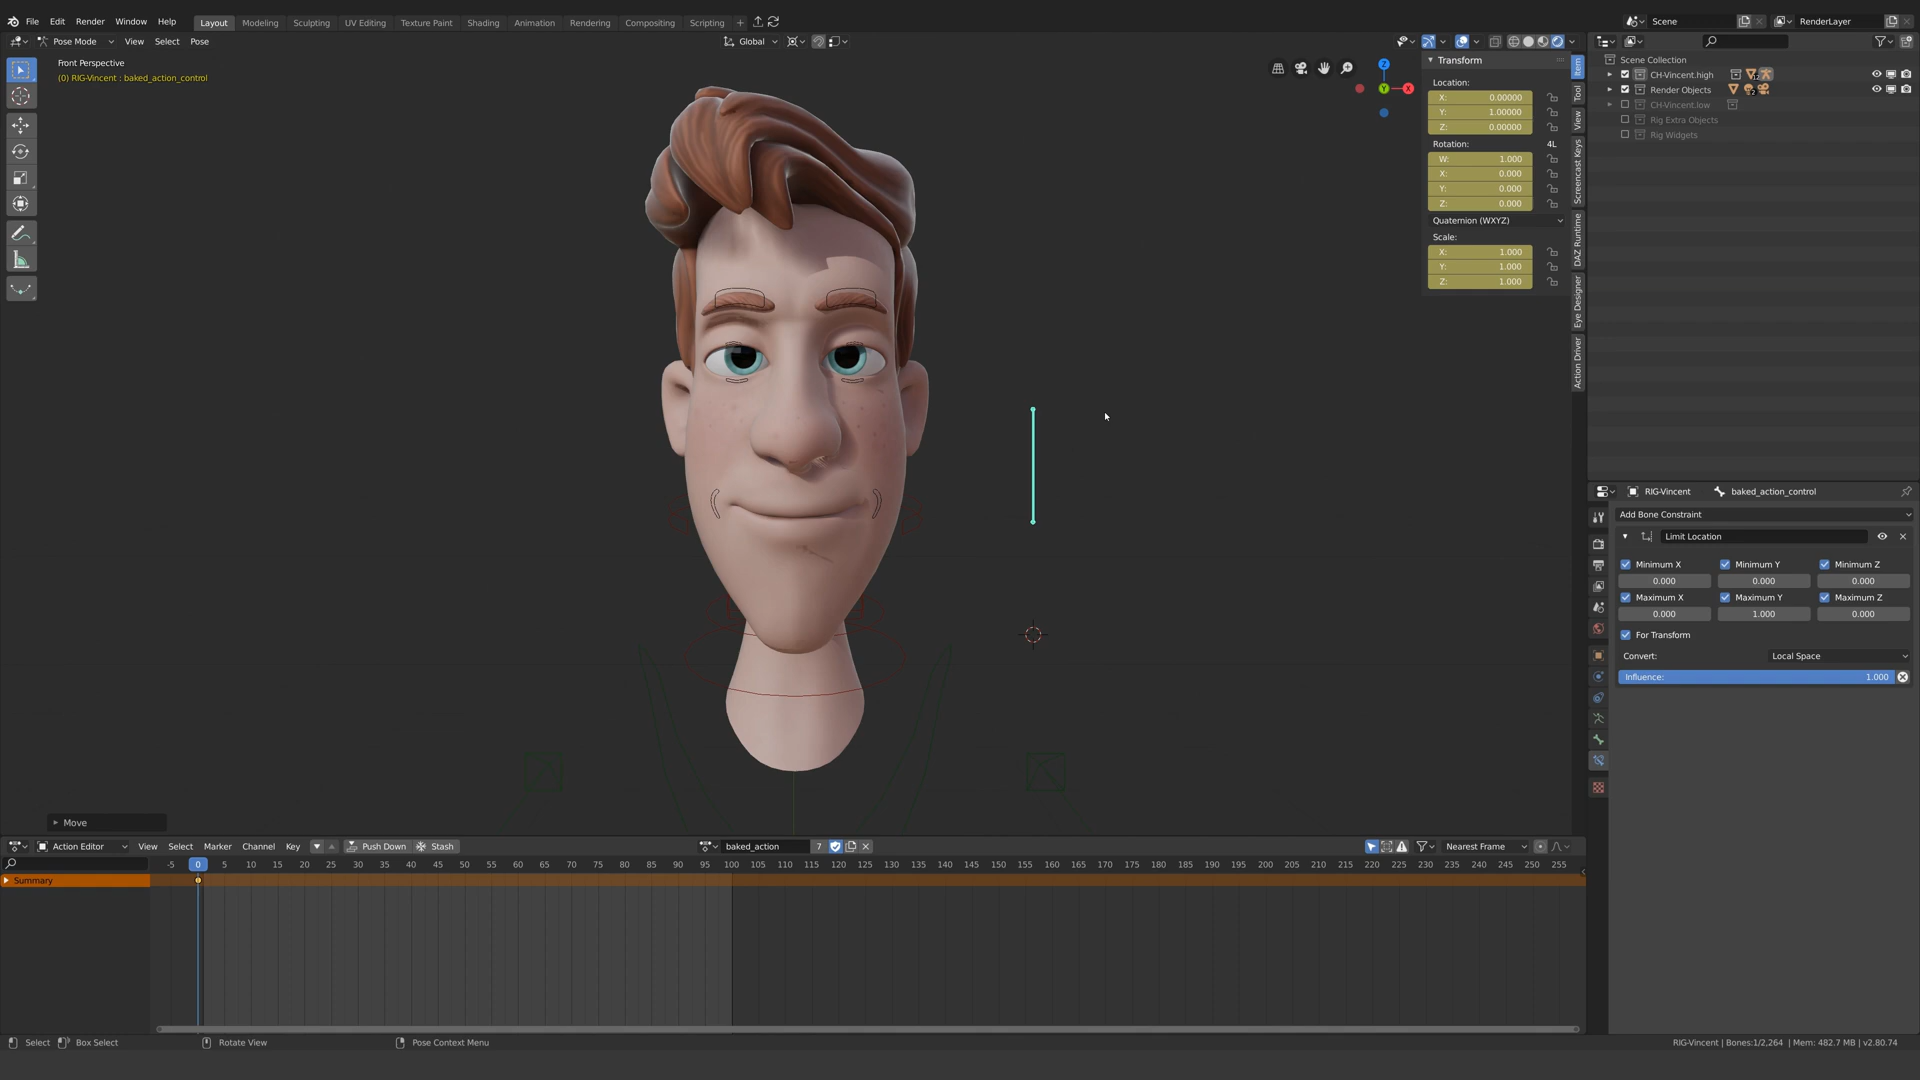 File Edit Render Window Help Layout Modeling Sculpting UV Editing Texture Paint Shading Animation Rendering Compositing Scripting + Scene RenderLayer
Pose Mode View Select Pose Global
Front Perspective
(0) RIG-Vincent : baked_action_control
Z
Y
X
Transform
Location:
X: 0.00000
Y: 1.00000
Z: 0.00000
Rotation: 4L
W: 1.000
X: 0.000
Y: 0.000
Z: 0.000
Quaternion (WXYZ)
Scale:
X: 1.000
Y: 1.000
Z: 1.000
Item
Tool
View
Screencast Keys
DAZ Runtime
Eye Designer
Action Driver
Scene Collection
CH-Vincent.high
Render Objects 2
CH-Vincent.low
Rig Extra Objects
Rig Widgets
RIG-Vincent baked_action_control
Add Bone Constraint
Limit Location
Minimum X Minimum Y Minimum Z
0.000 0.000 0.000
Maximum X Maximum Y Maximum Z
0.000 1.000 0.000
For Transform
Convert: Local Space
Influence: 1.000
Move
Action Editor View Select Marker Channel Key Push Down Stash baked_action 7 Nearest Frame
-5 0 5 10 15 20 25 30 35 40 45 50 55 60 65 70 75 80 85 90 95 100 105 110 115 120 125 130 135 140 145 150 155 160 165 170 175 180 185 190 195 200 205 210 215 220 225 230 235 240 245 250 255
Summary
Select Box Select Rotate View Pose Context Menu RIG-Vincent | Bones:1/2,264 | Mem: 482.7 MB | v2.80.74